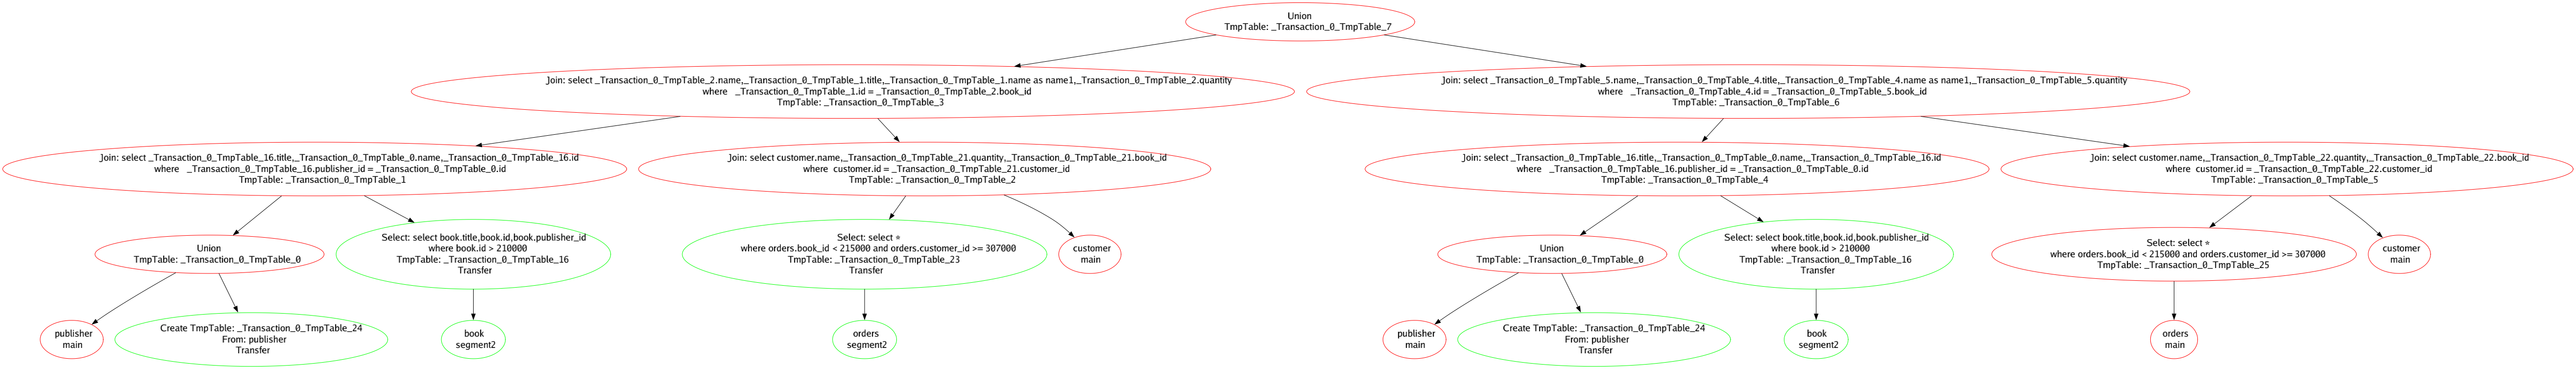 Union
TmpTable: _Transaction_0_TmpTable_7
Join: select _Transaction_0_TmpTable_2.name,_Transaction_0_TmpTable_1.title,_Transaction_0_TmpTable_1.name as name1,_Transaction_0_TmpTable_2.quantity
where _Transaction_0_TmpTable_1.id = _Transaction_0_TmpTable_2.book_id
TmpTable: _Transaction_0_TmpTable_3
Join: select _Transaction_0_TmpTable_5.name,_Transaction_0_TmpTable_4.title,_Transaction_0_TmpTable_4.name as name1,_Transaction_0_TmpTable_5.quantity
where _Transaction_0_TmpTable_4.id = _Transaction_0_TmpTable_5.book_id
TmpTable: _Transaction_0_TmpTable_6
Join: select _Transaction_0_TmpTable_16.title,_Transaction_0_TmpTable_0.name,_Transaction_0_TmpTable_16.id
where _Transaction_0_TmpTable_16.publisher_id = _Transaction_0_TmpTable_0.id
TmpTable: _Transaction_0_TmpTable_1
Join: select customer.name,_Transaction_0_TmpTable_21.quantity,_Transaction_0_TmpTable_21.book_id
where customer.id = _Transaction_0_TmpTable_21.customer_id
TmpTable: _Transaction_0_TmpTable_2
Join: select _Transaction_0_TmpTable_16.title,_Transaction_0_TmpTable_0.name,_Transaction_0_TmpTable_16.id
where _Transaction_0_TmpTable_16.publisher_id = _Transaction_0_TmpTable_0.id
TmpTable: _Transaction_0_TmpTable_4
Join: select customer.name,_Transaction_0_TmpTable_22.quantity,_Transaction_0_TmpTable_22.book_id
where customer.id = _Transaction_0_TmpTable_22.customer_id
TmpTable: _Transaction_0_TmpTable_5
Union
TmpTable: _Transaction_0_TmpTable_0
Select: select book.title,book.id,book.publisher_id
where book.id > 210000
TmpTable: _Transaction_0_TmpTable_16
Transfer
Select: select *
where orders.book_id < 215000 and orders.customer_id >= 307000
TmpTable: _Transaction_0_TmpTable_23
Transfer
customer
main
Union
TmpTable: _Transaction_0_TmpTable_0
Select: select book.title,book.id,book.publisher_id
where book.id > 210000
TmpTable: _Transaction_0_TmpTable_16
Transfer
Select: select *
where orders.book_id < 215000 and orders.customer_id >= 307000
TmpTable: _Transaction_0_TmpTable_25
customer
main
publisher
main
Create TmpTable: _Transaction_0_TmpTable_24
From: publisher
Transfer
book
segment2
orders
segment2
publisher
main
Create TmpTable: _Transaction_0_TmpTable_24
From: publisher
Transfer
book
segment2
orders
main